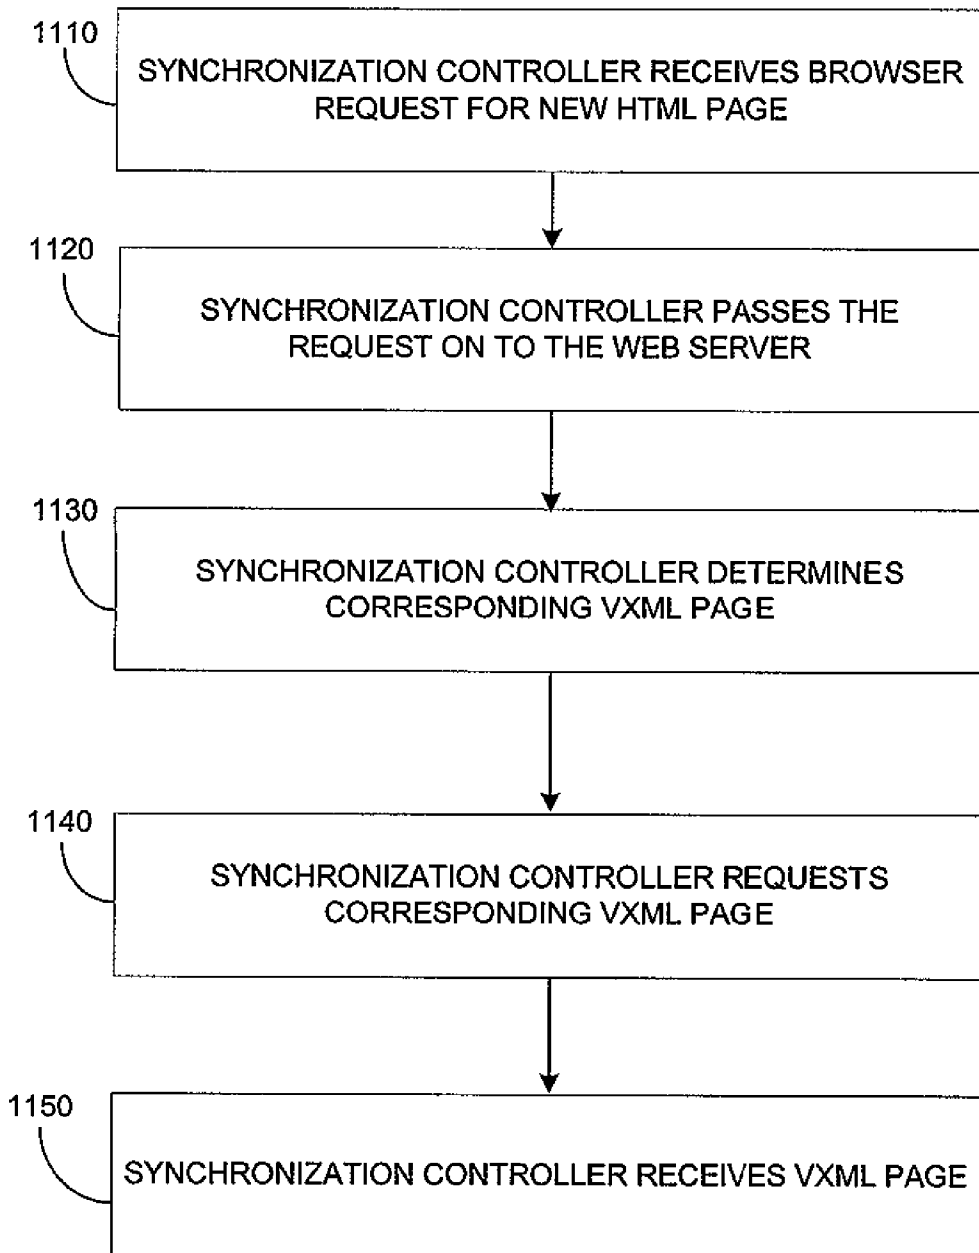 1110
SYNCHRONIZATION CONTROLLER RECEIVES BROWSER
REQUEST FOR NEW HTML PAGE
1120
SYNCHRONIZATION CONTROLLER PASSES THE
REQUEST ON TO THE WEB SERVER
1130
SYNCHRONIZATION CONTROLLER DETERMINES
CORRESPONDING VXML PAGE
1140
SYNCHRONIZATION CONTROLLER REQUESTS
CORRESPONDING VXML PAGE
1150
SYNCHRONIZATION CONTROLLER RECEIVES VXML PAGE